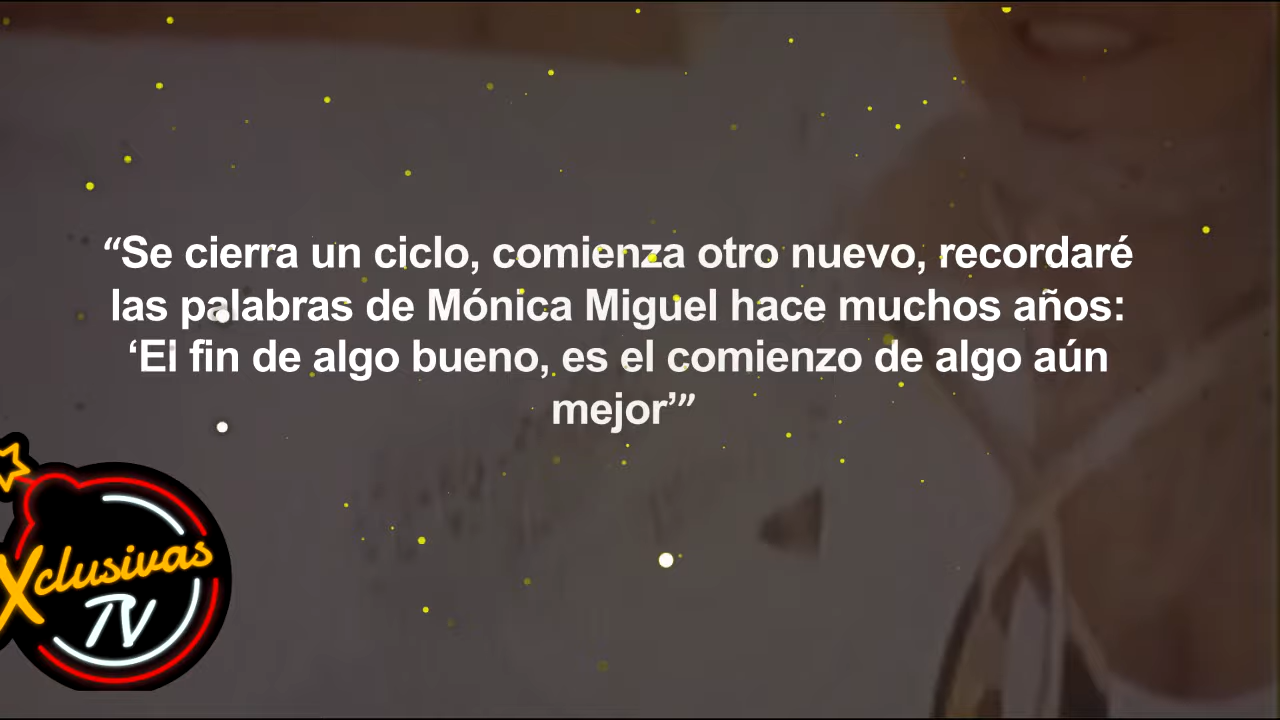 “Se cierra un ciclo, comienza otro nuevo, recordaré
las palabras de Mónica Miguel hace muchos años:
‘El fin de algo bueno, es el comienzo de algo aún
mejor’”
Xclusivas
TV